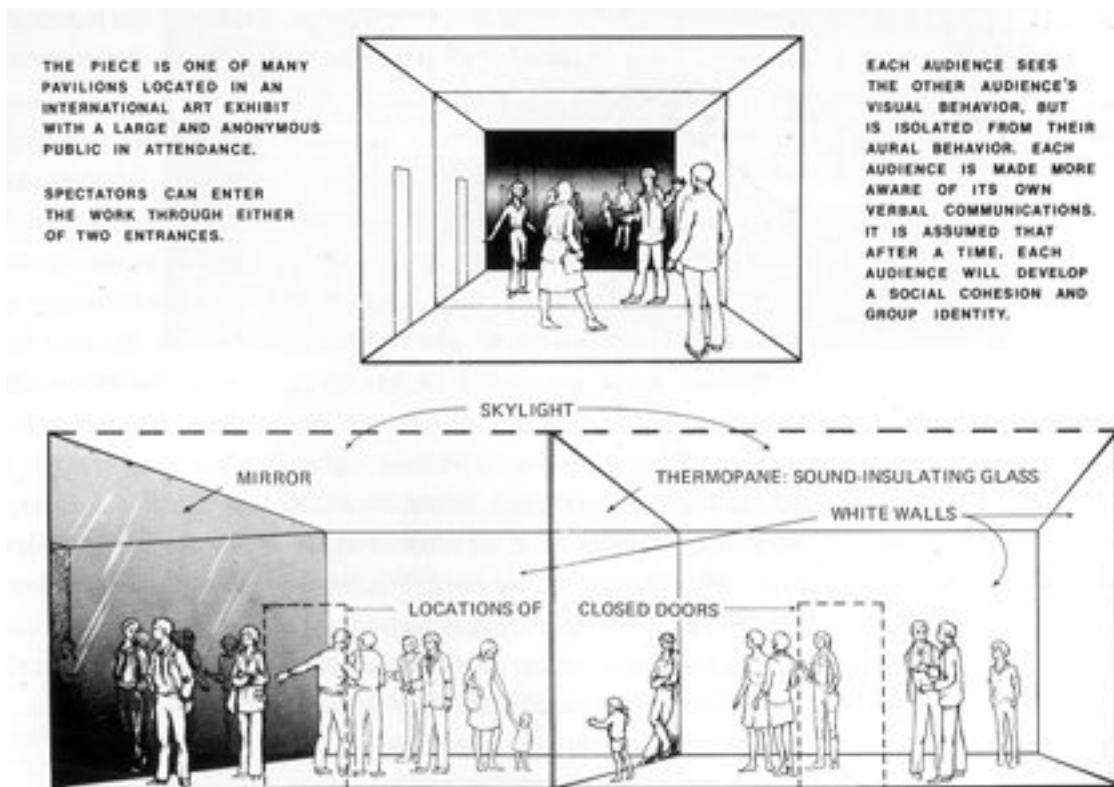 THE PIECE IS ONE OF MANY
PAVILIONS LOCATED IN AN
INTERNATIONAL ART EXHIBIT
WITH A LARGE AND ANONYMOUS
PUBLIC IN ATTENDANCE.
SPECTATORS CAN ENTER
THE WORK THROUGH EITHER
OF TWO ENTRANCES.
EACH AUDIENCE SEES
THE OTHER AUDIENCE'S
VISUAL BEHAVIOR, BUT
IS ISOLATED FROM THEIR
AURAL BEHAVIOR. EACH
AUDIENCE IS MADE MORE
AWARE OF ITS OWN
VERBAL COMMUNICATIONS.
IT IS ASSUMED THAT
AFTER A TIME, EACH
AUDIENCE WILL DEVELOP
A SOCIAL COHESION AND
GROUP IDENTITY.
SKYLIGHT
MIRROR
THERMOPANE: SOUND-INSULATING GLASS
WHITE WALLS
LOCATIONS OF CLOSED DOORS